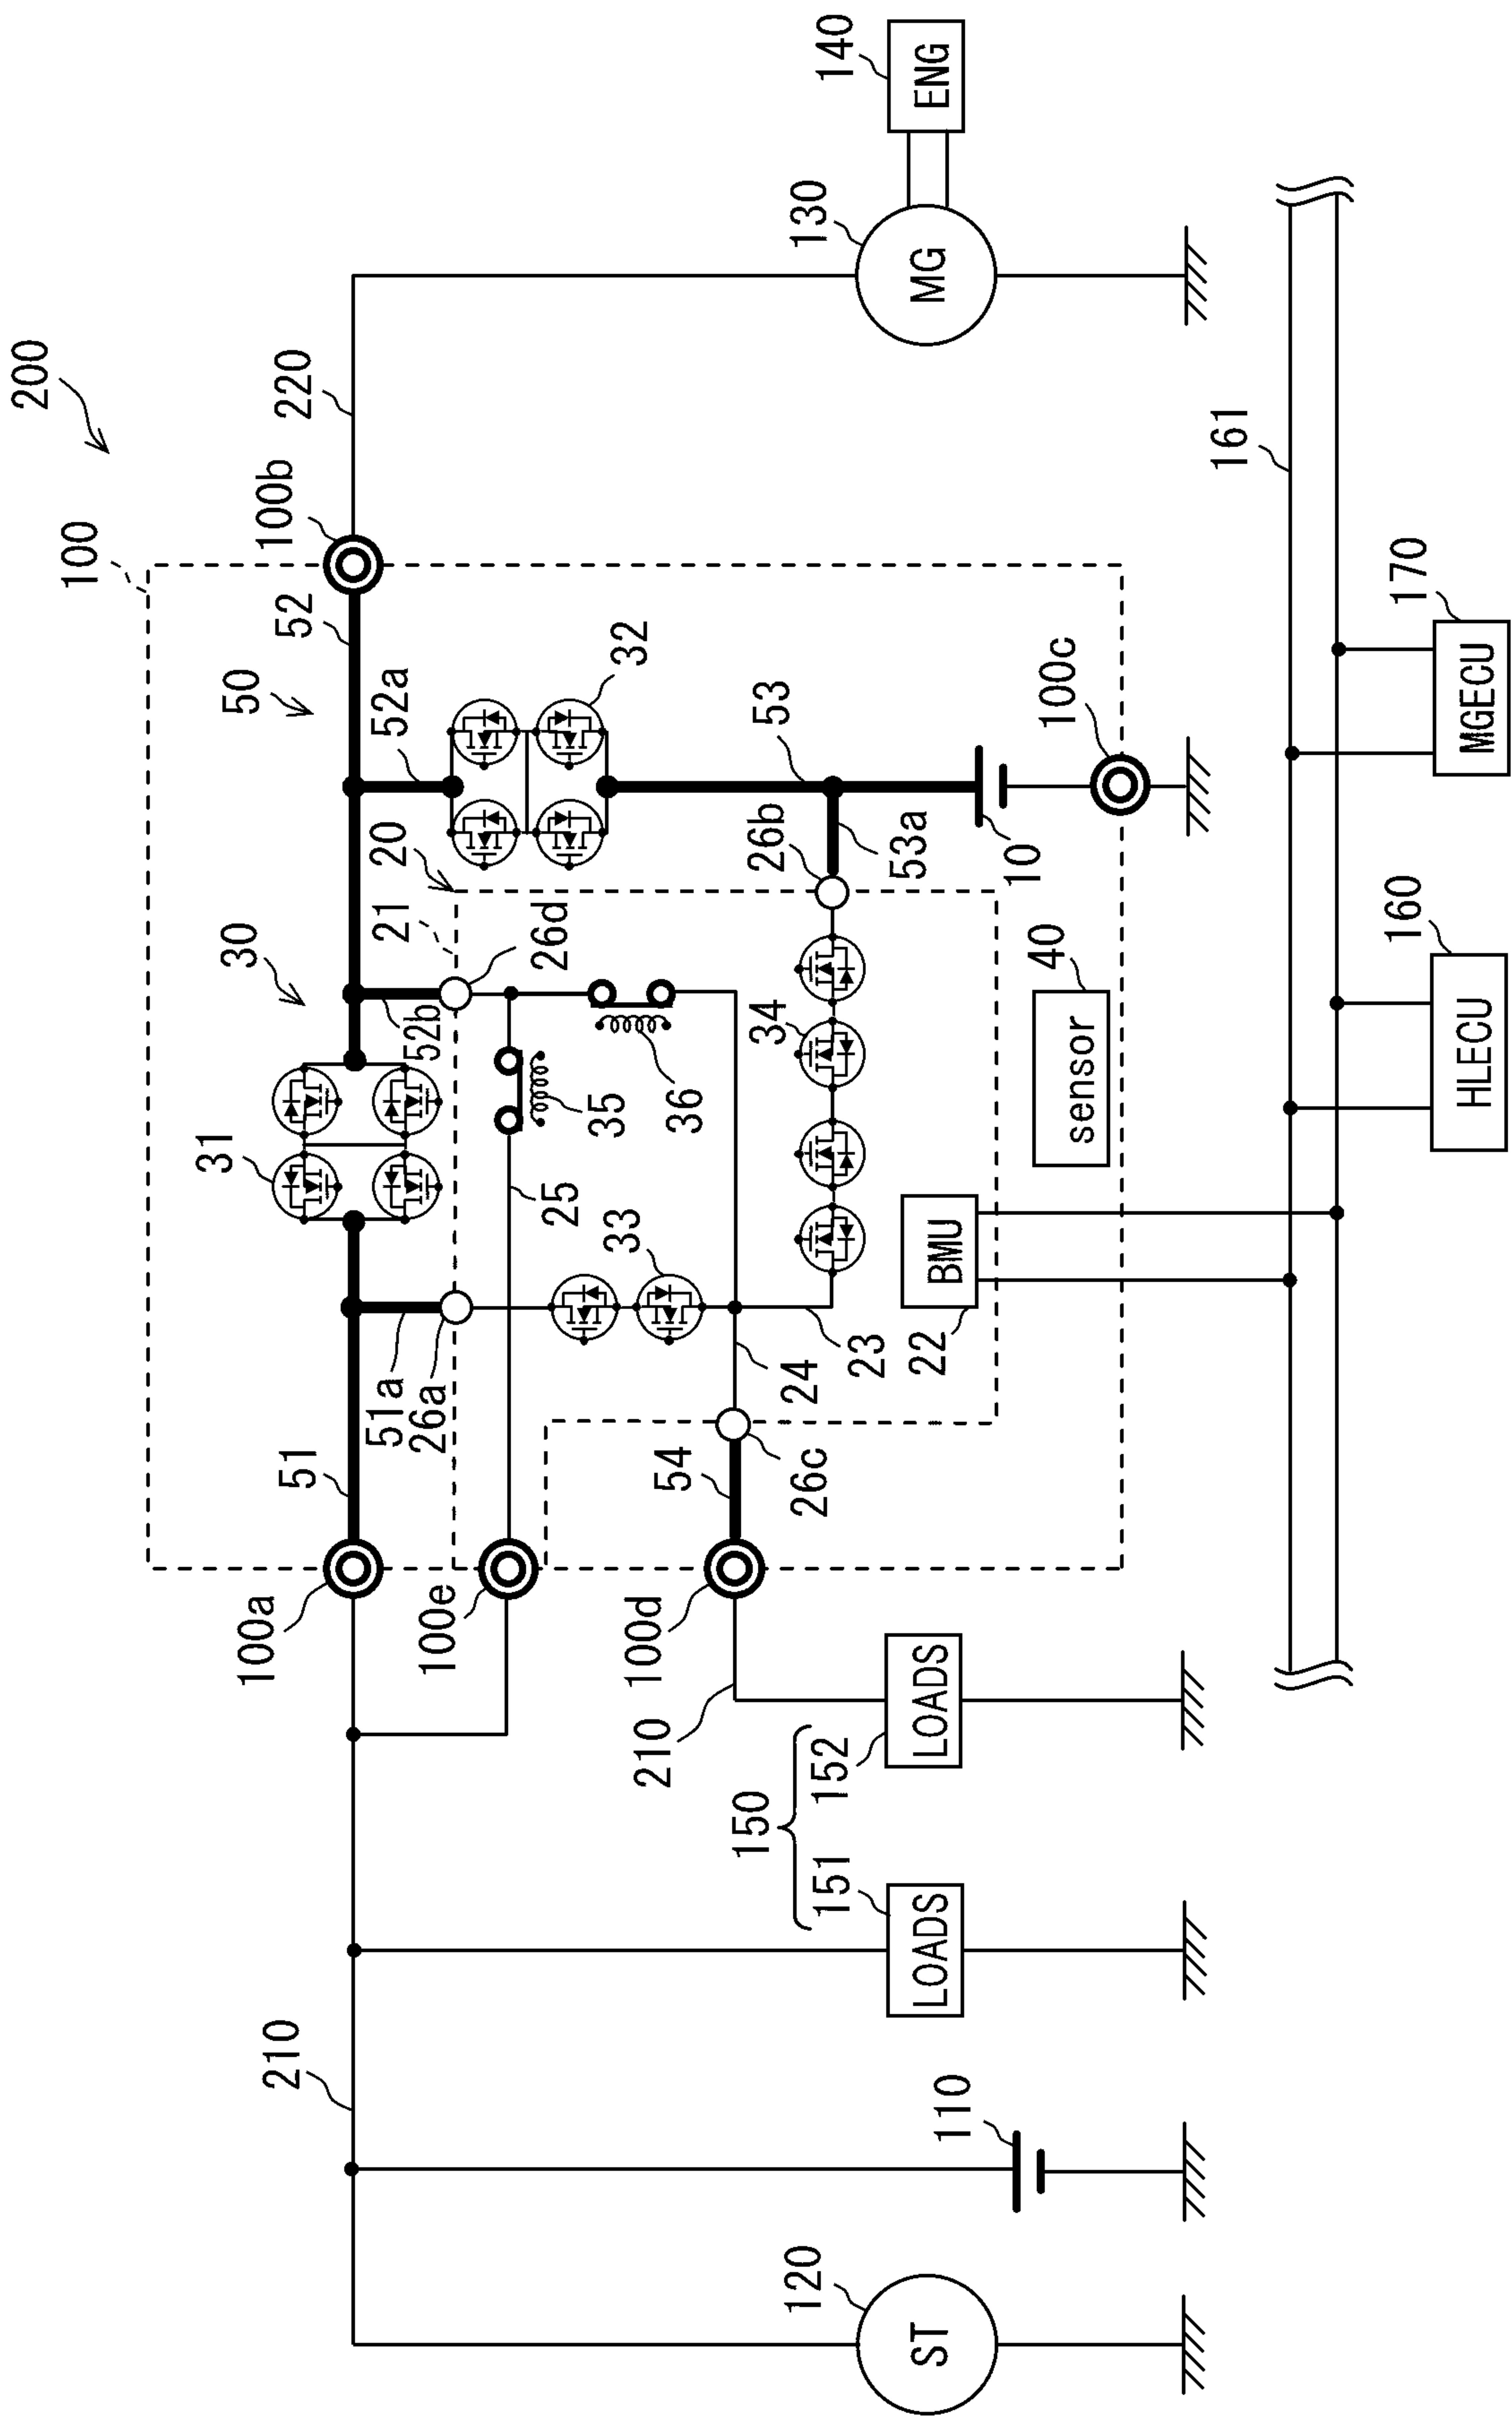 200
100
50
30
20
21
100a
51
51a
26a
31
52b
26d
52a
52
32
100b
220
100e
25
35
36
33
34
26b
53
53a
10
100c
100d
54
26c
24
23
22
BMU
40
sensor
210
120
ST
110
210
150
151
LOADS
152
LOADS
130
MG
140
ENG
161
160
HLECU
170
MGECU